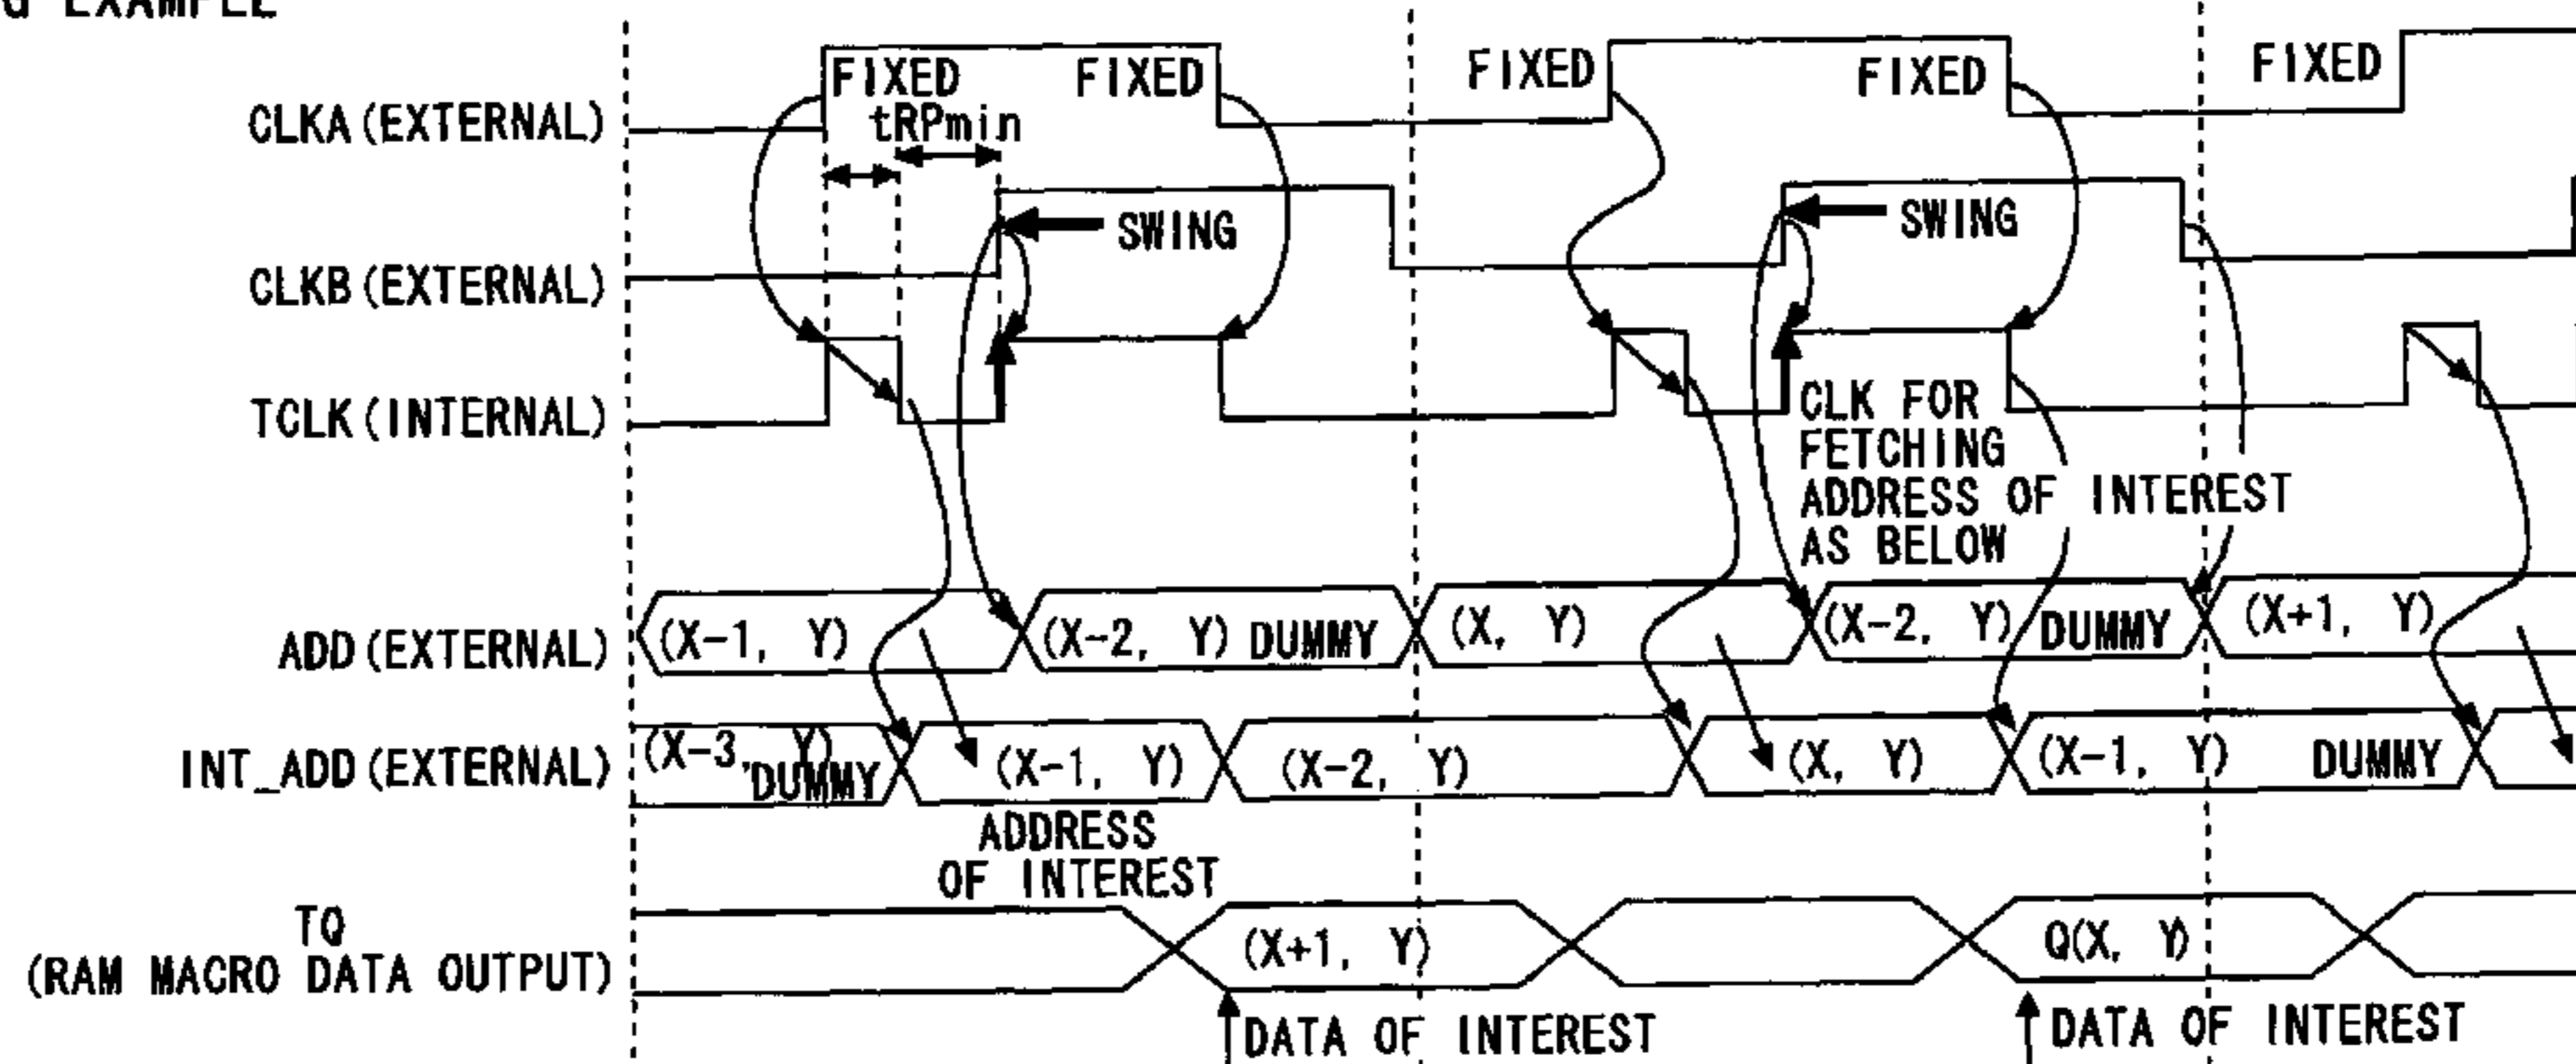 G EXAMPLE
FIXED FIXED FIXED FIXED FIXED
CLKA(EXTERNAL)
tRPmin
SWING SWING
CLKB(EXTERNAL)
TCLK(INTERNAL)
CLK FOR
FETCHING
ADDRESS OF INTEREST
AS BELOW
ADD(EXTERNAL) (X-1, Y) (X-2, Y) DUMMY (X, Y) (X-2, Y) DUMMY (X+1, Y)
INT_ADD(EXTERNAL) (X-3, Y) DUMMY (X-1, Y) (X-2, Y) (X, Y) (X-1, Y) DUMMY
ADDRESS
OF INTEREST
TQ
(RAM MACRO DATA OUTPUT) (X+1, Y) Q(X, Y)
DATA OF INTEREST DATA OF INTEREST